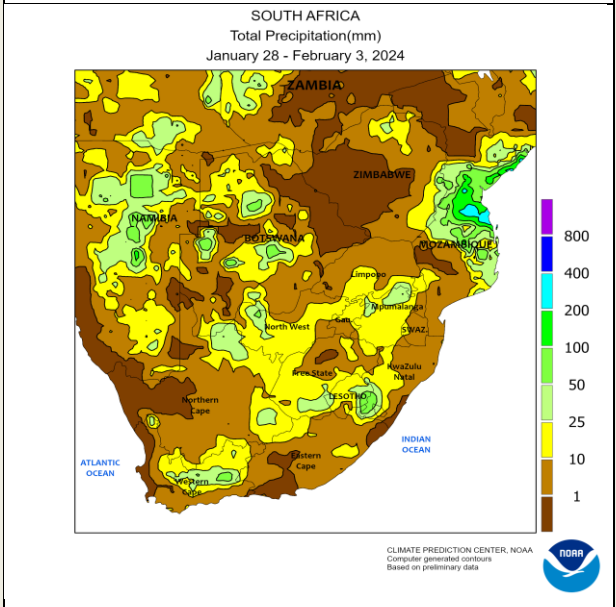 SOUTH AFRICA
Total Precipitation(mm)
January 28 - February 3, 2024
ZAMBIA
ZIMBABWE
NAMIBIA
BOTSWANA
MOZAMBIQUE
Limpopo
Mpumalanga
North West
Gau
SWAZ.
Free State
KwaZulu
Natal
Northern
Cape
LESOTHO
Eastern
Cape
Western
Cape
ATLANTIC
OCEAN
INDIAN
OCEAN
800
400
200
100
50
25
10
1
CLIMATE PREDICTION CENTER, NOAA
Computer generated contours
Based on preliminary data
NOAA